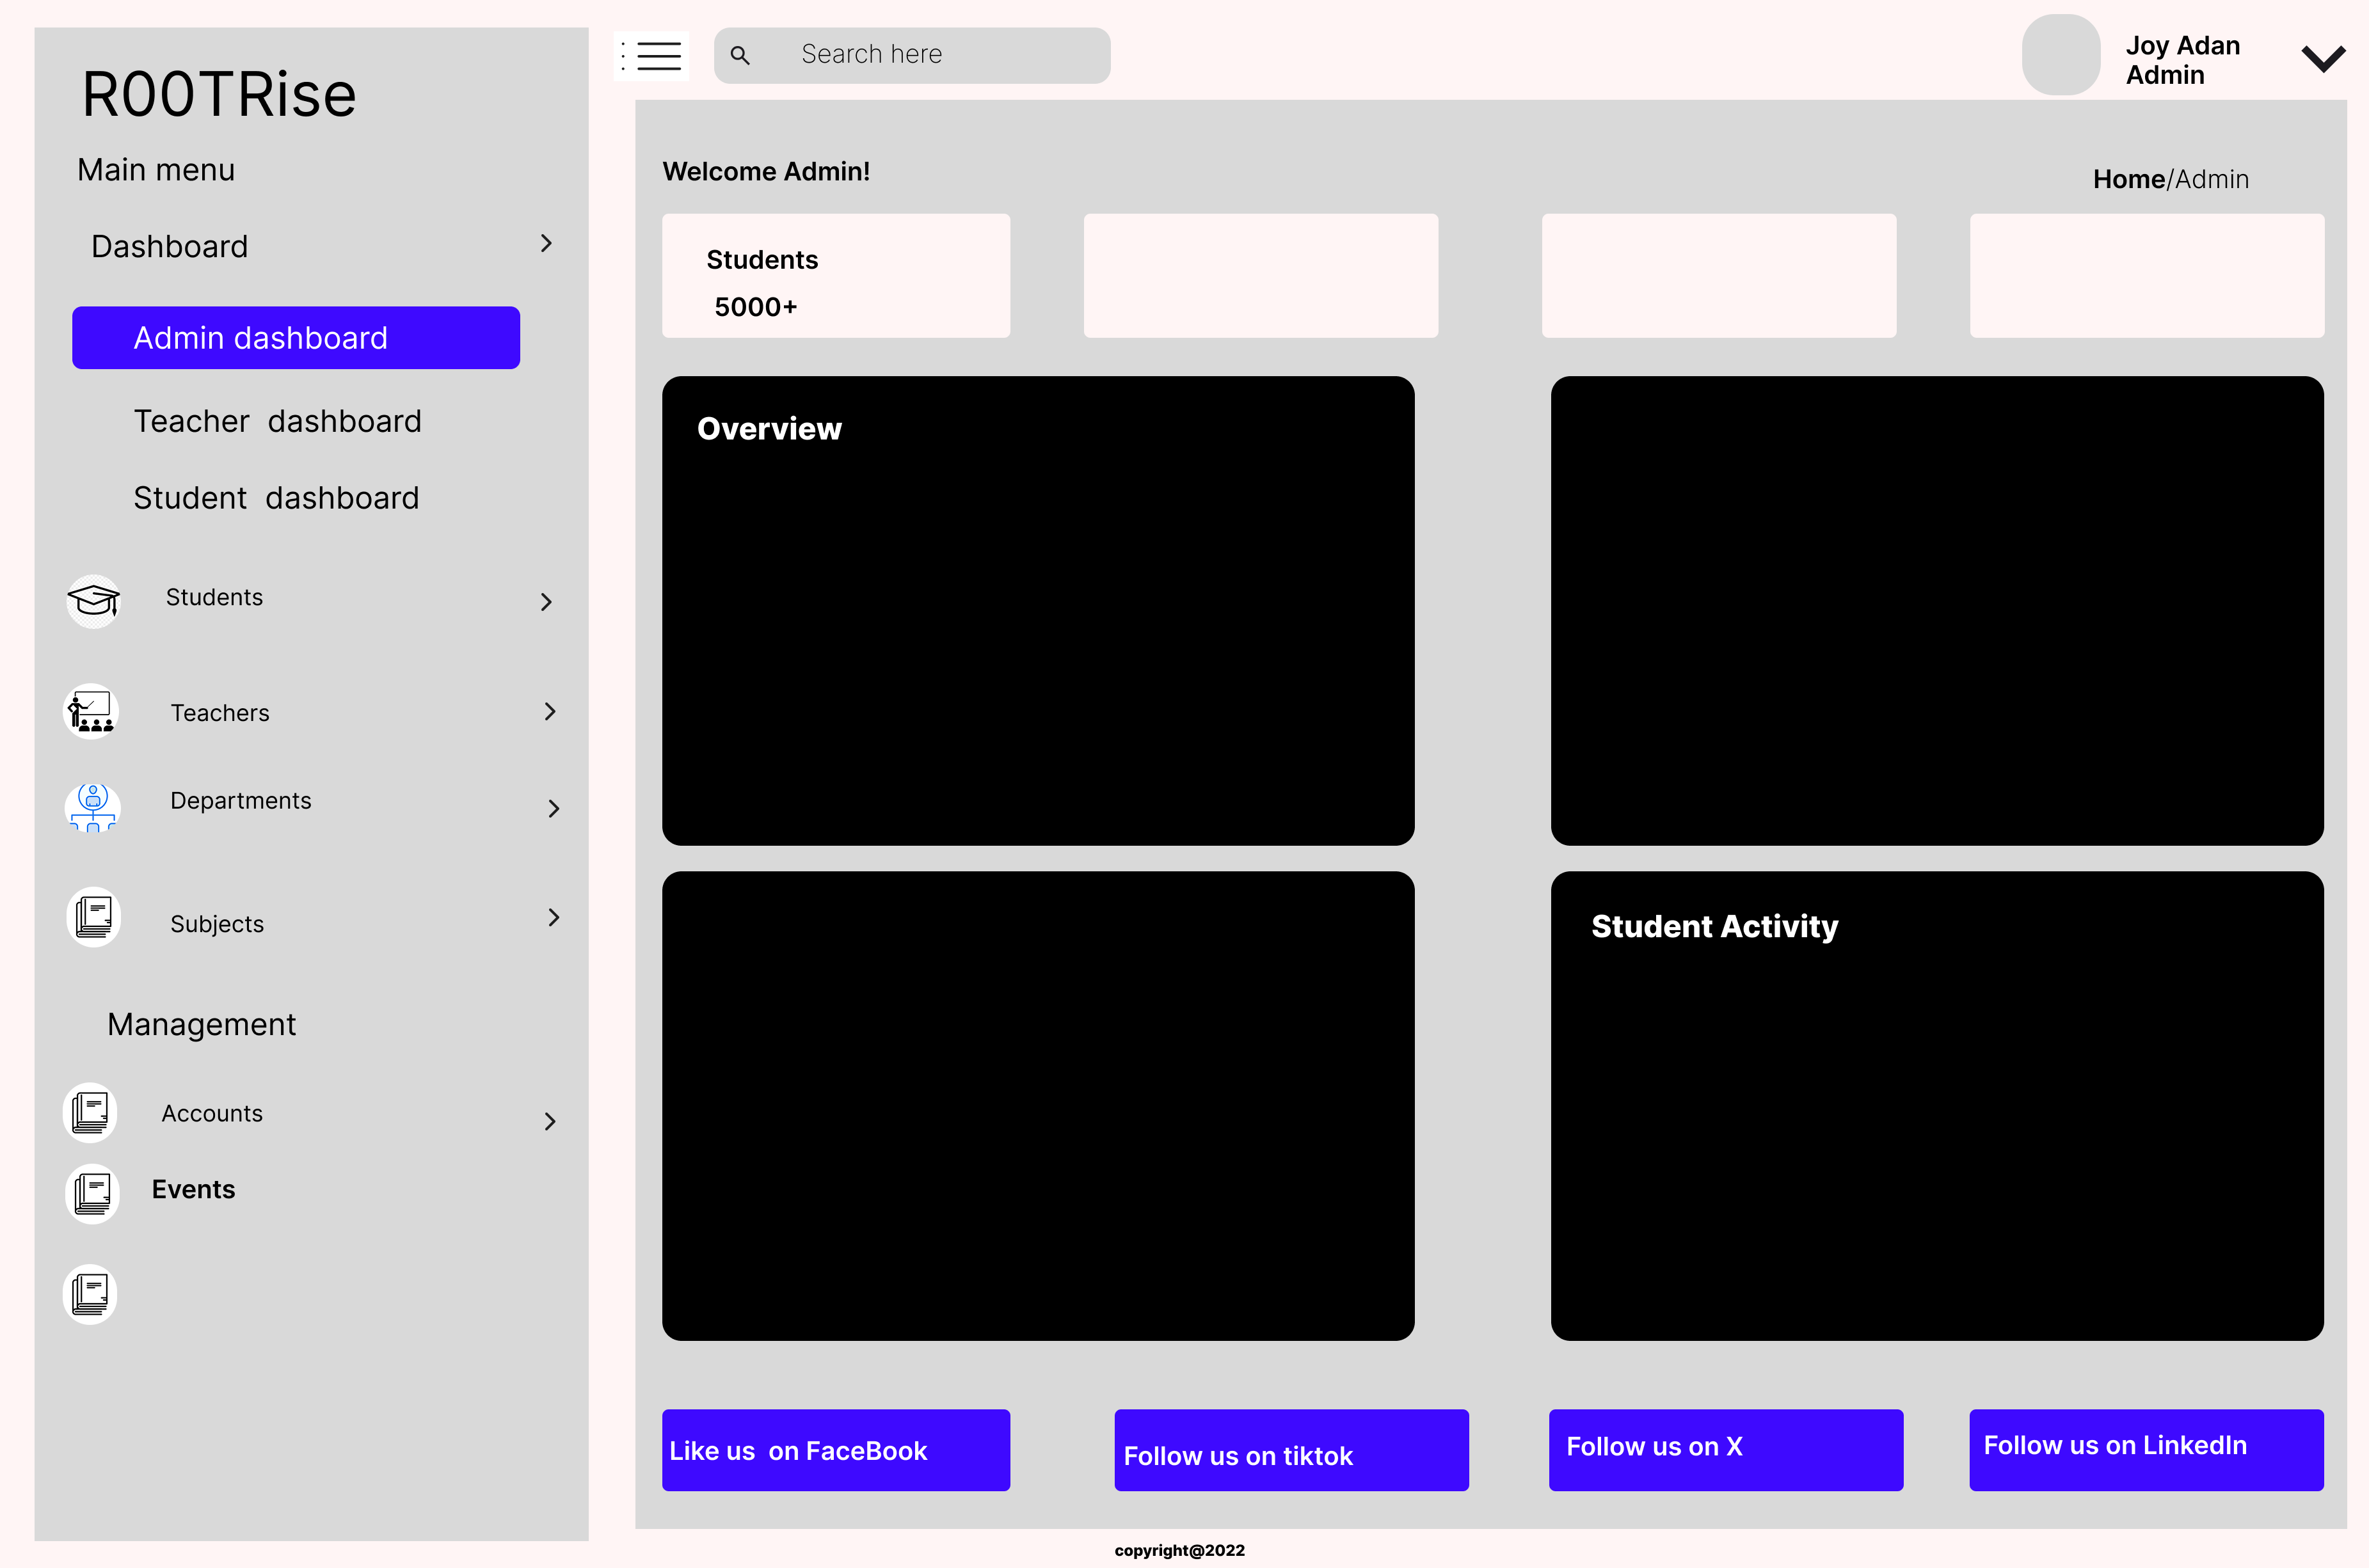 R00TRise
Main menu
Dashboard
Admin dashboard
Teacher  dashboard
Student  dashboard
Students
Teachers
Departments
Subjects
Management
Accounts
Events
Search here
Joy Adan
Admin
Welcome Admin!
Home/Admin
Students
5000+
Overview
Student Activity
Like us  on FaceBook
Follow us on tiktok
Follow us on X
Follow us on LinkedIn
copyright@2022